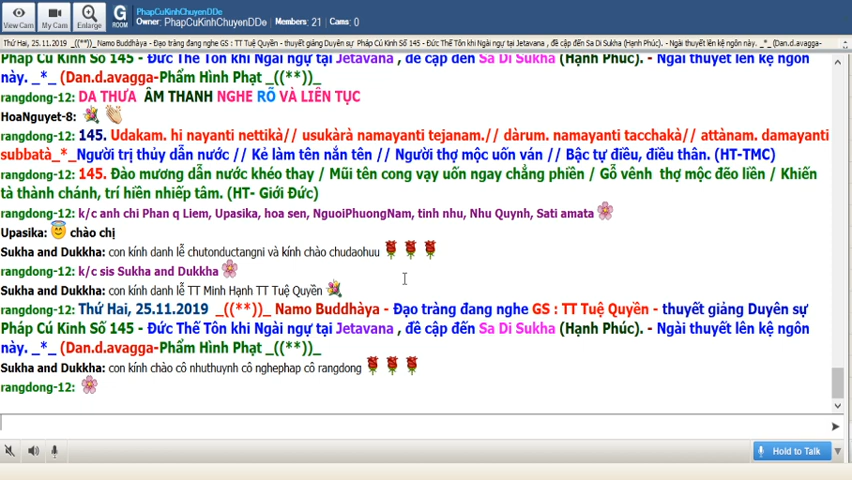 PhapCuKinhChuyenDDe
Owner: PhapCuKinhChuyenDDe Members: 21 Cams: 0
View Cam My Cam Enlarge G ROOM
Thứ Hai, 25.11.2019 _((**))_ Namo Buddhàya - Đạo tràng đang nghe GS : TT Tuệ Quyền - thuyết giảng Duyên sự Pháp Cú Kinh Số 145 - Đức Thế Tôn khi Ngài ngự tại Jetavana , đề cập đến Sa Di Sukha (Hạnh Phúc). - Ngài thuyết lên kệ ngôn này. _*_ (Dan.d.avagga-
Pháp Cú Kinh Số 145 - Đức Thế Tôn khi Ngài ngự tại Jetavana , đề cập đến Sa Di Sukha (Hạnh Phúc). - Ngài thuyết lên kệ ngôn
này. _*_ (Dan.d.avagga-Phẩm Hình Phạt _((**))_
rangdong-12: DA THƯA ÂM THANH NGHE RÕ VÀ LIÊN TỤC
HoaNguyet-8:
rangdong-12: 145. Udakam. hi nayanti nettikà// usukàrà namayanti tejanam.// dàrum. namayanti tacchakà// attànam. damayanti
subbatà_*_Người trị thủy dẫn nước // Kẻ làm tên nắn tên // Người thợ mộc uốn ván // Bậc tự điều, điều thân. (HT-TMC)
rangdong-12: 145. Đào mương dẫn nước khéo thay / Mũi tên cong vạy uốn ngay chẳng phiền / Gỗ vênh thợ mộc đẽo liền / Khiến
tà thành chánh, trí hiền nhiếp tâm. (HT- Giới Đức)
rangdong-12: k/c anh chi Phan q Liem, Upasika, hoa sen, NguoiPhuongNam, tinh nhu, Nhu Quynh, Sati amata
Upasika: chào chị
Sukha and Dukkha: con kính danh lễ chutonductangni và kính chào chudaohuu
rangdong-12: k/c sis Sukha and Dukkha
Sukha and Dukkha: con kính danh lễ TT Minh Hạnh TT Tuệ Quyền
rangdong-12: Thứ Hai, 25.11.2019 _((**))_ Namo Buddhàya - Đạo tràng đang nghe GS : TT Tuệ Quyền - thuyết giảng Duyên sự
Pháp Cú Kinh Số 145 - Đức Thế Tôn khi Ngài ngự tại Jetavana , đề cập đến Sa Di Sukha (Hạnh Phúc). - Ngài thuyết lên kệ ngôn
này. _*_ (Dan.d.avagga-Phẩm Hình Phạt _((**))_
Sukha and Dukkha: con kính chào cô nhuthuynh cô nghephap cô rangdong
rangdong-12:
Hold to Talk